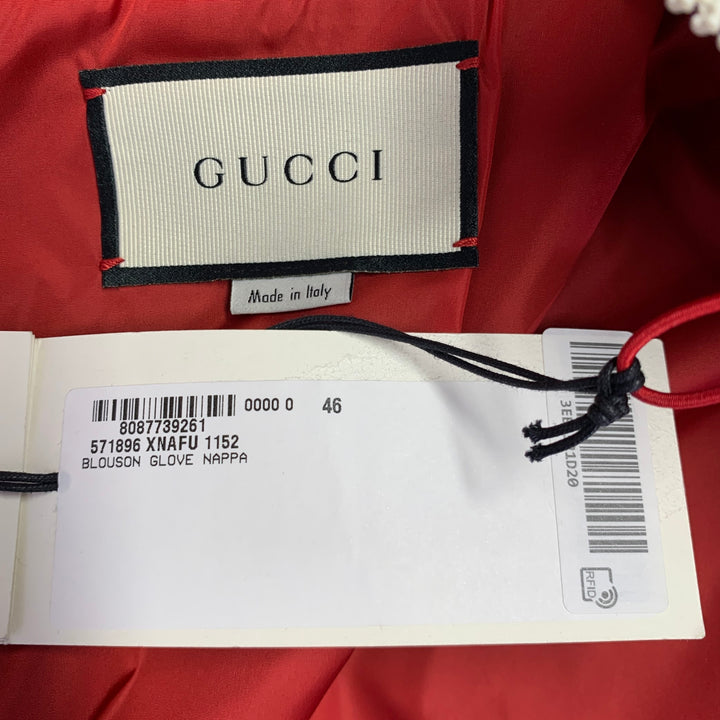 GUCCI
Made in Italy
0000 0 46
8087739261
571896 XNAFU 1152
BLOUSON GLOVE NAPPA
RFID